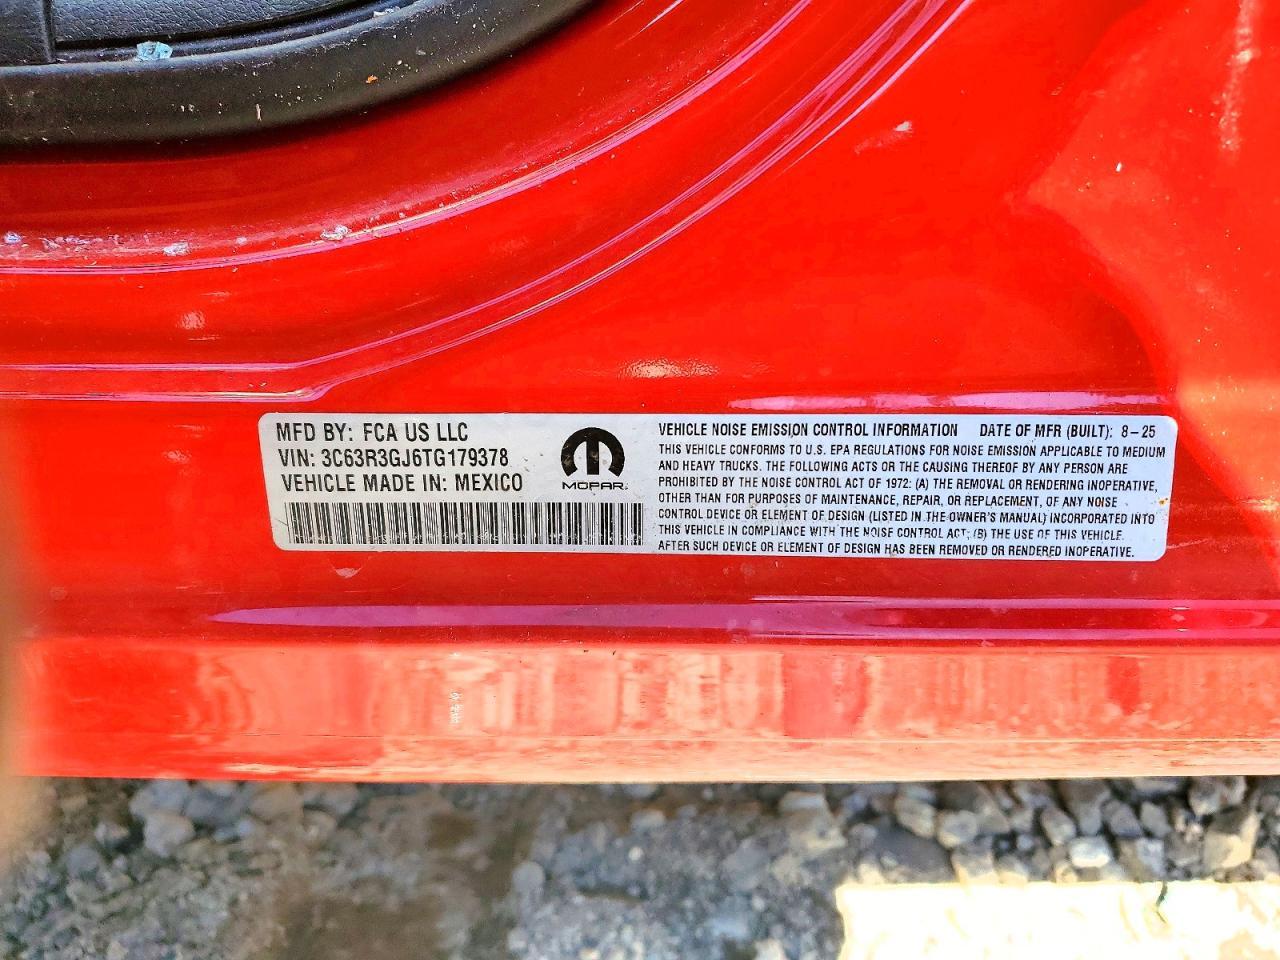 MFD BY: FCA US LLC
VIN: 3C63R3GJ6TG179378
VEHICLE MADE IN: MEXICO
MOPAR
VEHICLE NOISE EMISSION CONTROL INFORMATION DATE OF MFR (BUILT): 8-25
THIS VEHICLE CONFORMS TO U.S. EPA REGULATIONS FOR NOISE EMISSION APPLICABLE TO MEDIUM
AND HEAVY TRUCKS. THE FOLLOWING ACTS OR THE CAUSING THEREOF BY ANY PERSON ARE
PROHIBITED BY THE NOISE CONTROL ACT OF 1972: (A) THE REMOVAL OR RENDERING INOPERATIVE,
OTHER THAN FOR PURPOSES OF MAINTENANCE, REPAIR, OR REPLACEMENT, OF ANY NOISE
CONTROL DEVICE OR ELEMENT OF DESIGN (LISTED IN THE OWNER'S MANUAL) INCORPORATED INTO
THIS VEHICLE IN COMPLIANCE WITH THE NOISE CONTROL ACT; (B) THE USE OF THIS VEHICLE.
AFTER SUCH DEVICE OR ELEMENT OF DESIGN HAS BEEN REMOVED OR RENDERED INOPERATIVE.